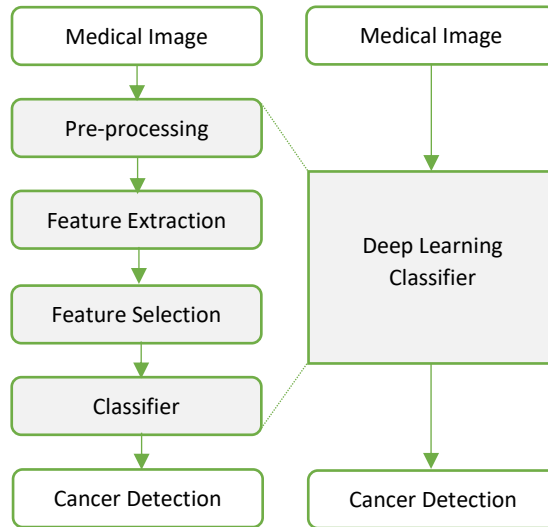 Medical Image
Pre-processing
Feature Extraction
Feature Selection
Classifier
Cancer Detection
Medical Image
Deep Learning
Classifier
Cancer Detection